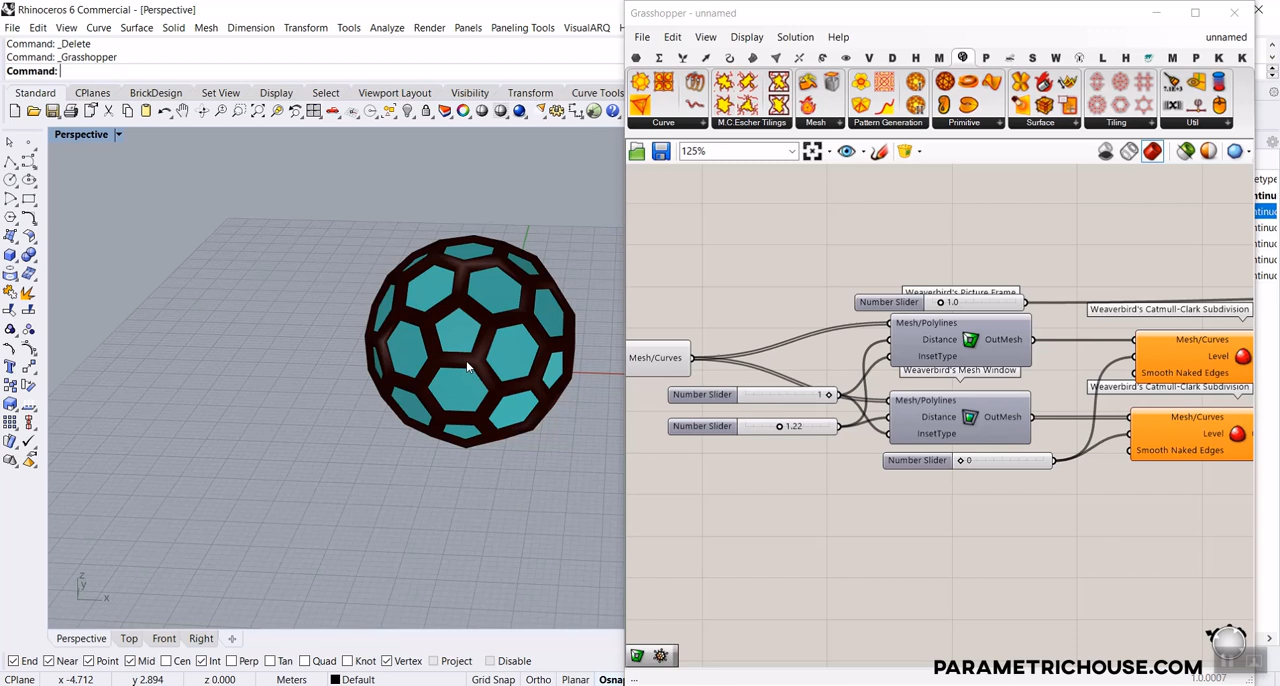 Rhinoceros 6 Commercial - [Perspective]
File Edit View Curve Surface Solid Mesh Dimension Transform Tools Analyze Render Panels Paneling Tools VisualARQ
Command: _Delete
Command: _Grasshopper
Command:
Standard CPlanes BrickDesign Set View Display Select Viewport Layout Visibility Transform Curve Tools
Perspective
Grasshopper - unnamed
File Edit View Display Solution Help unnamed
V D H M P S W L H M P K K
Curve M.C.Escher Tilings Mesh Pattern Generation Primitive Surface Tiling Util
125%
Weaverbird's Picture Frame
Number Slider 1.0
Weaverbird's Catmull-Clark Subdivision
Mesh/Polylines
Distance OutMesh
InsetType
Mesh/Curves
Mesh/Curves
Level
Smooth Naked Edges
Weaverbird's Mesh Window
Weaverbird's Catmull-Clark Subdivision
Number Slider 1
Number Slider 1.22
Mesh/Polylines
Distance OutMesh
InsetType
Mesh/Curves
Level
Smooth Naked Edges
Number Slider 0
z
y
x
Perspective Top Front Right
End Near Point Mid Cen Int Perp Tan Quad Knot Vertex Project Disable
CPlane x -4.712 y 2.894 z 0.000 Meters Default Grid Snap Ortho Planar Osnap
...
PARAMETRICHOUSE.COM
1.0.0007